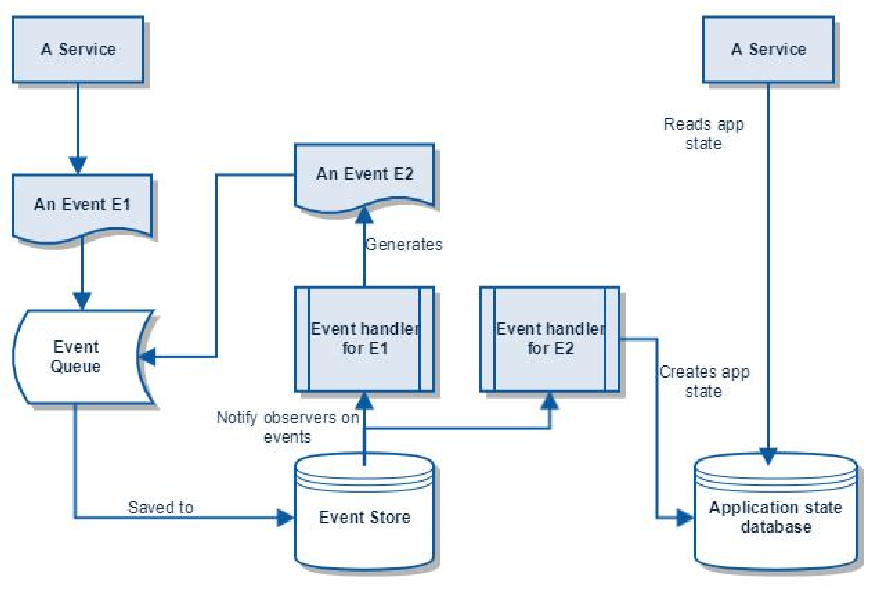 A Service
A Service
Reads app
state
An Event E1
An Event E2
Generates
Event
Queue
Event handler
for E1
Event handler
for E2
Creates app
state
Notify observers on
events
Saved to
Event Store
Application state
database